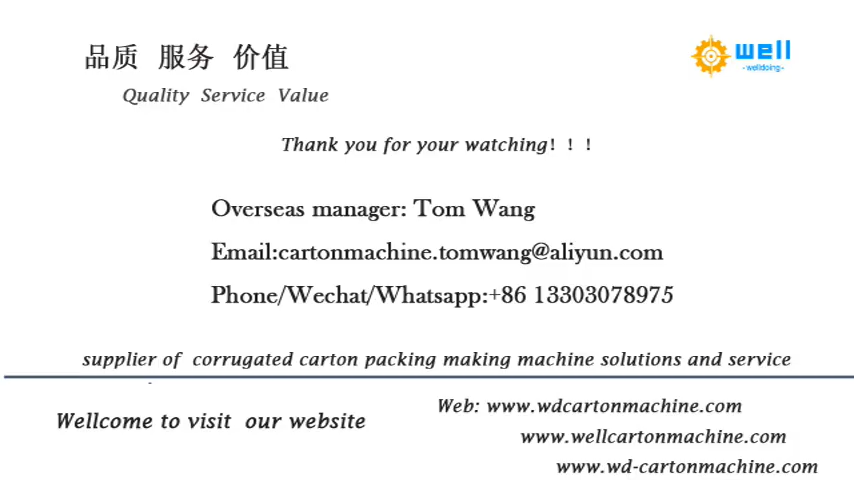 品质 服务 价值
well
-welldoing-
Quality Service Value
Thank you for your watching！！！
Overseas manager: Tom Wang
Email:cartonmachine.tomwang@aliyun.com
Phone/Wechat/Whatsapp:+86 13303078975
supplier of corrugated carton packing making machine solutions and service
Wellcome to visit our website
Web: www.wdcartonmachine.com
www.wellcartonmachine.com
www.wd-cartonmachine.com